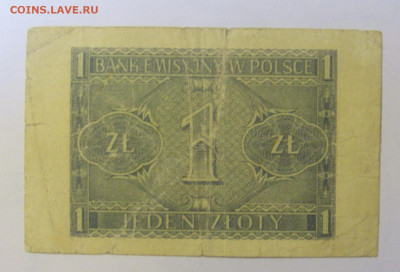 COINS.LAVE.RU
1 BANK EMISYJNY W POLSCE 1
ZŁ 1 ZŁ
1 JEDEN ZŁOTY 1